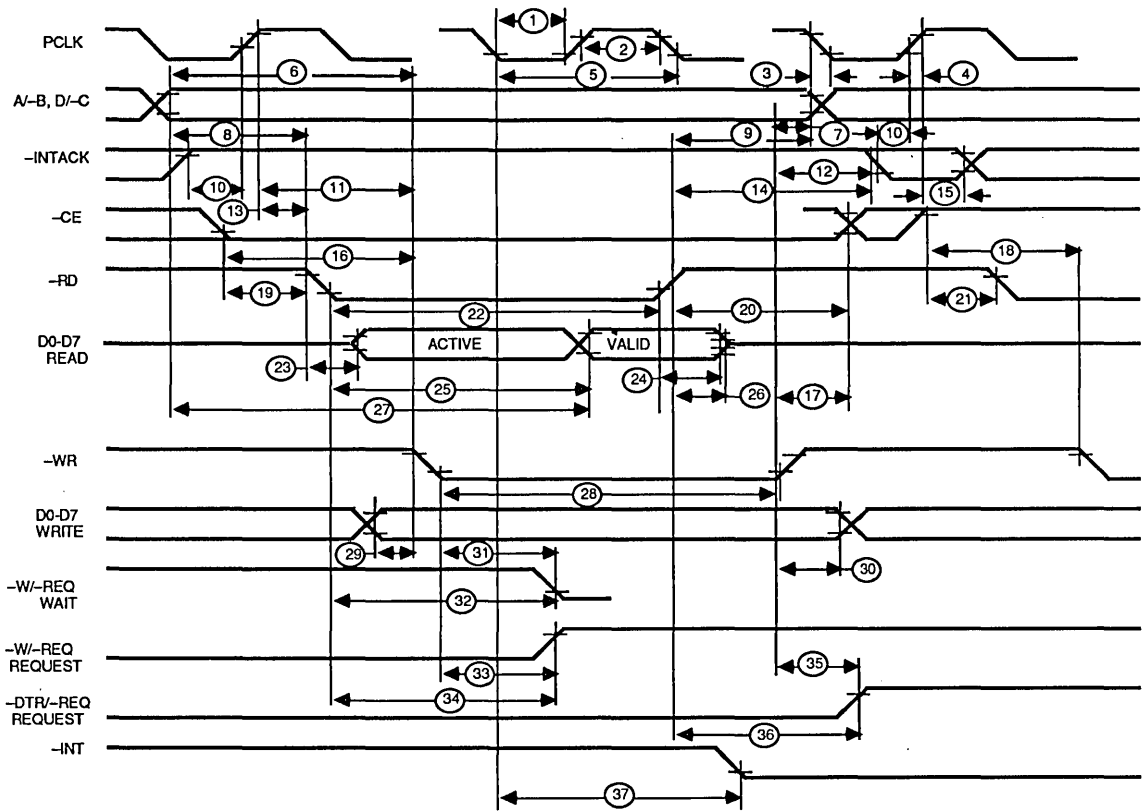 1
PCLK
2
3
4
6
5
A/–B, D/–C
8
9
7
10
–INTACK
12
10
11
14
15
13
–CE
16
18
–RD
19
20
21
22
D0-D7
READ
ACTIVE
VALID
23
24
25
26
17
27
–WR
28
D0-D7
WRITE
29
31
30
–W/–REQ
WAIT
32
–W/–REQ
REQUEST
33
35
34
–DTR/–REQ
REQUEST
36
–INT
37